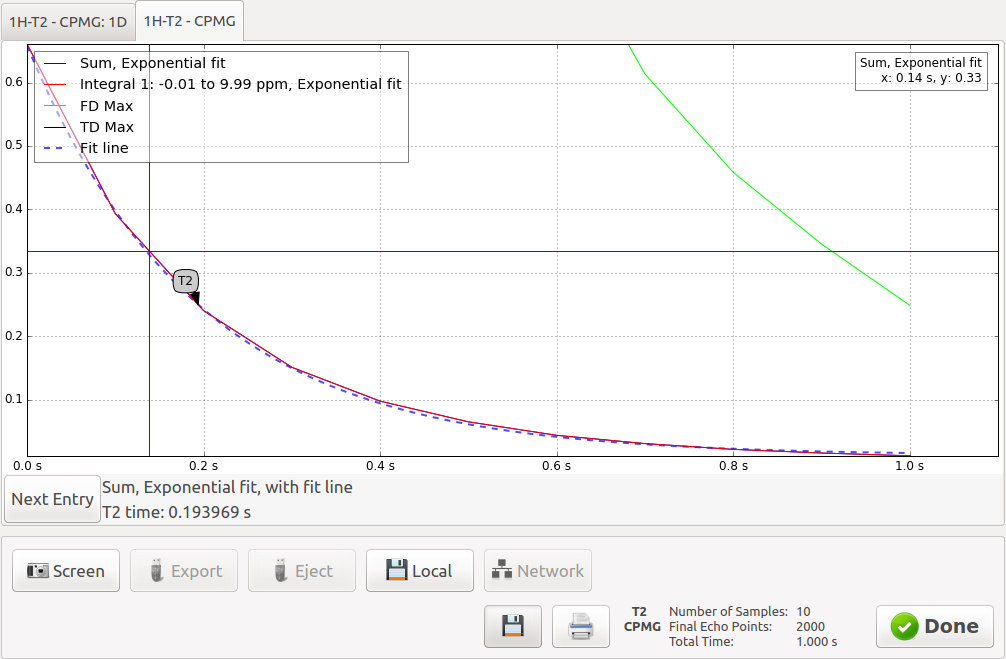 1H-T2 - CPMG: 1D
1H-T2 - CPMG
Sum, Exponential fit
Integral 1: -0.01 to 9.99 ppm, Exponential fit
FD Max
TD Max
Fit line
Sum, Exponential fit
x: 0.14 s, y: 0.33
0.6
0.5
0.4
0.3
0.2
0.1
T2
0.0 s
0.2 s
0.4 s
0.6 s
0.8 s
1.0 s
Next Entry
Sum, Exponential fit, with fit line
T2 time: 0.193969 s
Screen
Export
Eject
Local
Network
T2
CPMG
Number of Samples: 10
Final Echo Points: 2000
Total Time: 1.000 s
Done